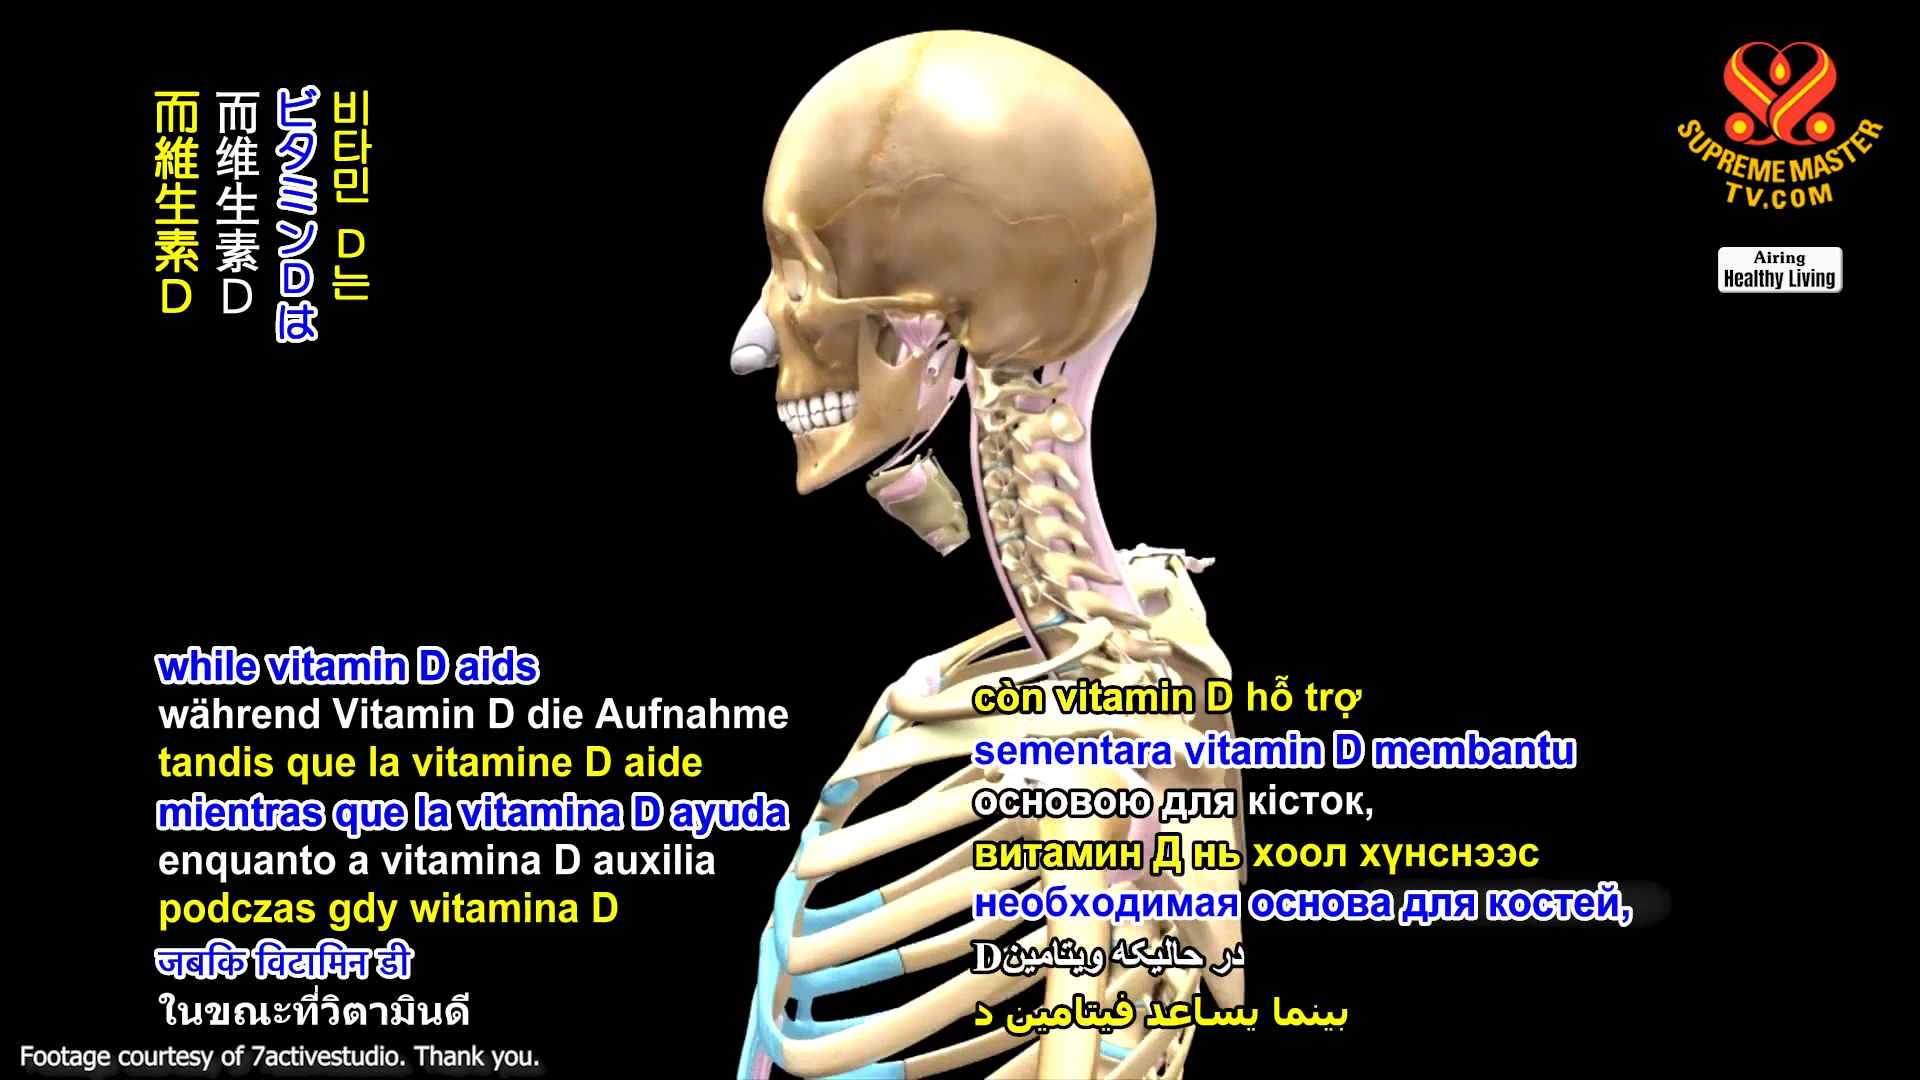 而維生素D
而维生素D
ビタミンDは
비타민 D는
SUPREME MASTER
TV.COM
Airing
Healthy Living
while vitamin D aids
während Vitamin D die Aufnahme
tandis que la vitamine D aide
mientras que la vitamina D ayuda
enquanto a vitamina D auxilia
podczas gdy witamina D
जबकि विटामिन डी
ในขณะที่วิตามินดี
còn vitamin D hỗ trợ
sementara vitamin D membantu
основою для кісток,
витамин Д нь хоол хүнснээс
необходимая основа для костей,
در حالیکه ویتامینD
بينما يساعد فيتامين د
Footage courtesy of 7activestudio. Thank you.